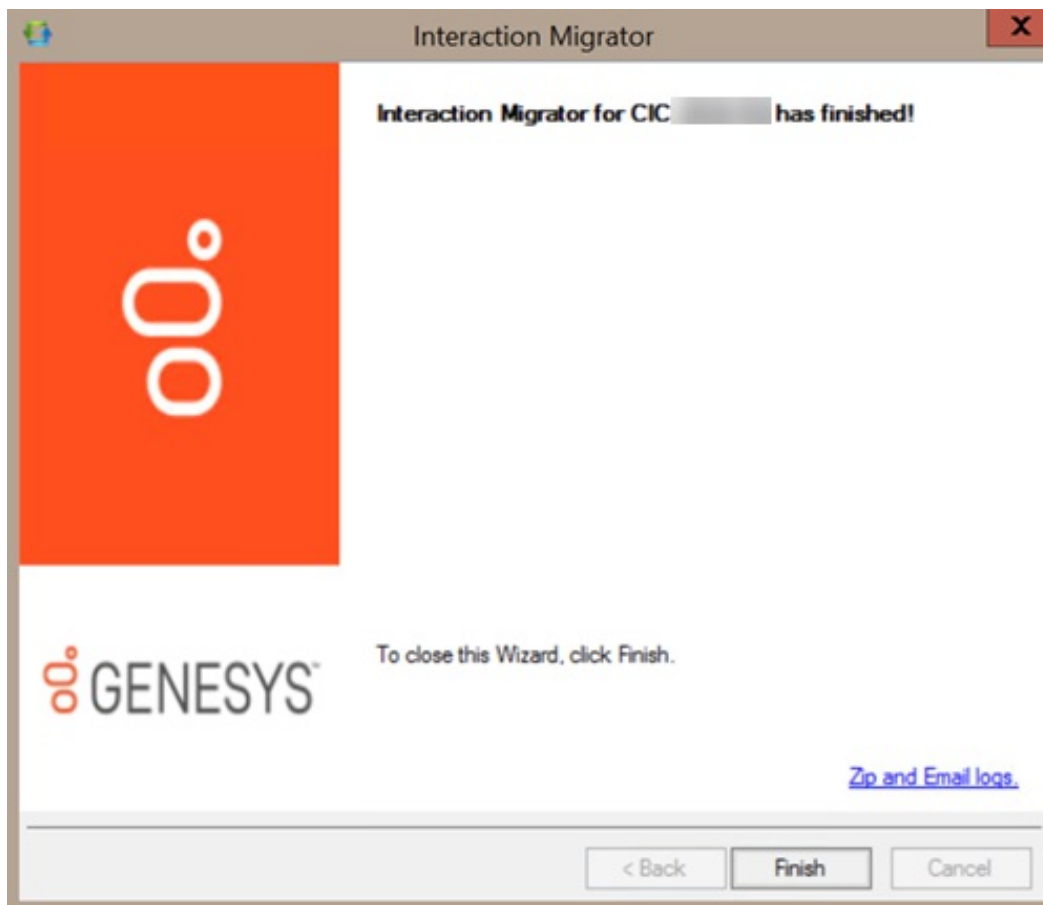 Interaction Migrator
X
Interaction Migrator for CIC has finished!
GENESYS™
To close this Wizard, click Finish.
Zip and Email logs.
< Back Finish Cancel